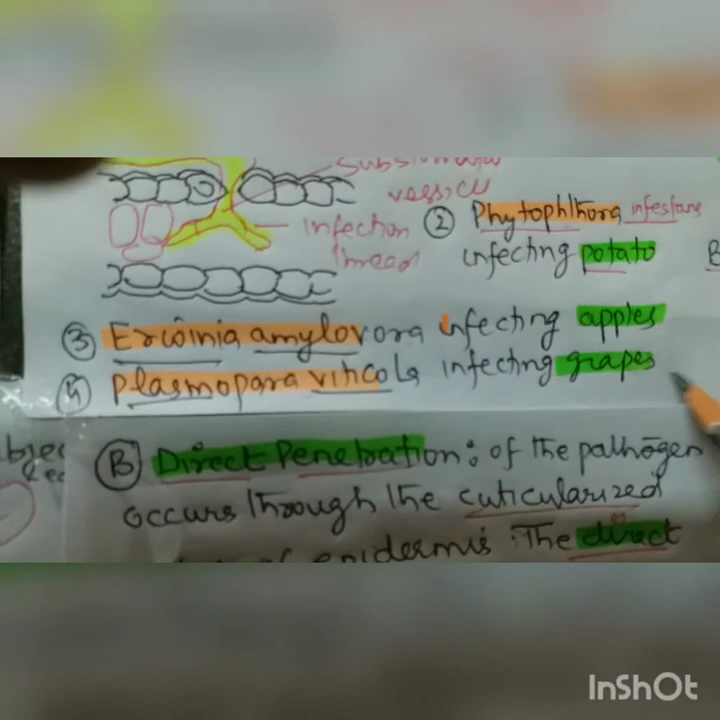 Substomatal
vesicle
Infection
thread
② Phytophthora infestans
infecting potato
③ Erwinia amylovora infecting apples
Plasmopara viticola infecting grapes
Ⓑ Direct Penetration: of the pathogen
occurs through the cuticularized
epidermis. The direct
InShOt